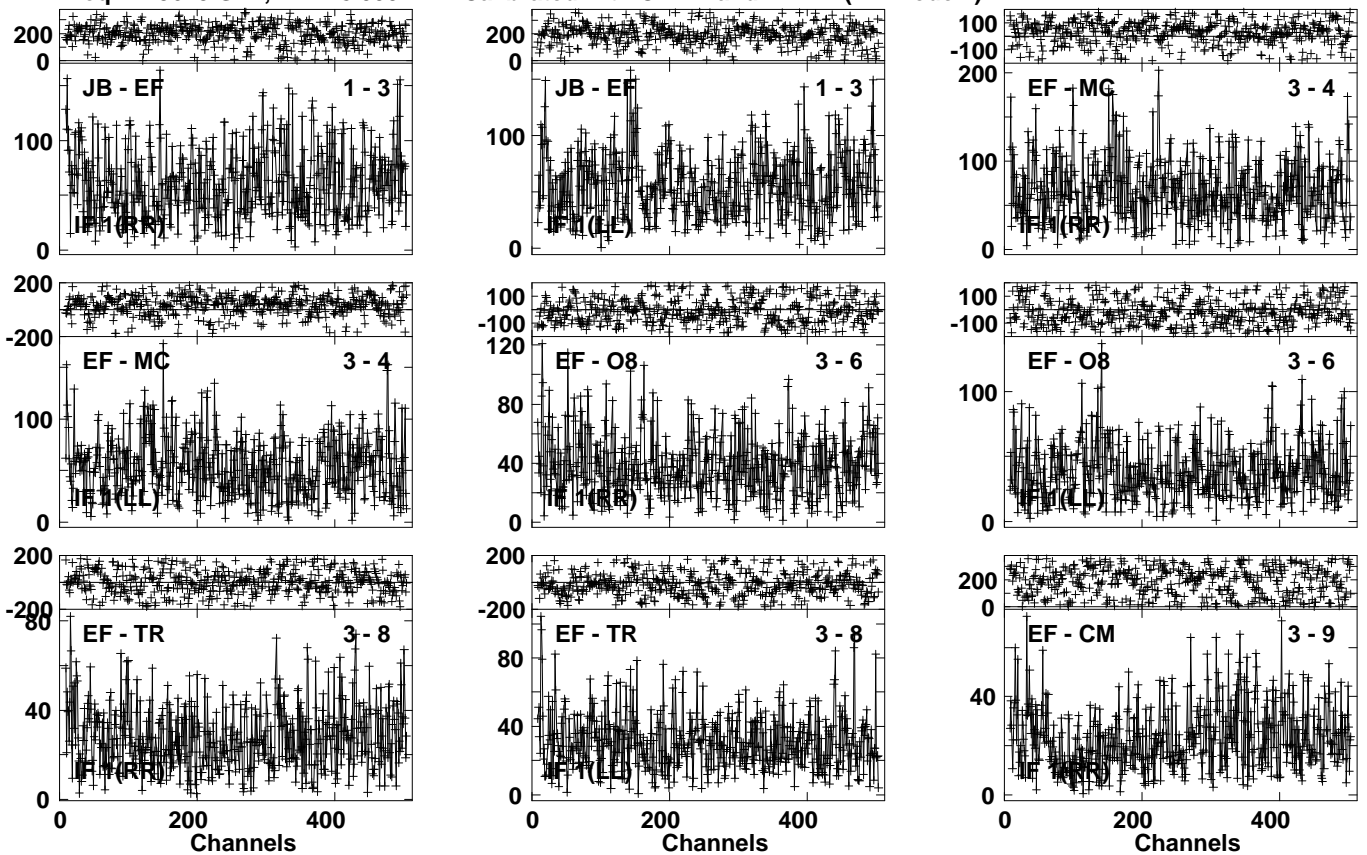 200 200 100
0 0 -100
JB - EF 1 - 3 JB - EF 1 - 3 200 EF - MC 3 - 4
100 100 100
IF 1(RR) IF 1(LL) IF 1(RR)
0 0 0
200 100 100
-200 -100 -100
EF - MC 3 - 4 120 EF - O8 3 - 6 EF - O8 3 - 6
100 80 100
40
IF 1(LL) IF 1(RR) IF 1(LL)
0 0 0
200 200 200
-200 -200 0
80 EF - TR 3 - 8 EF - TR 3 - 8 EF - CM 3 - 9
80
40 40 40
IF 1(RR) IF 1(LL) IF 1(RR)
0 0 0
0 200 400 0 200 400 0 200 400
Channels Channels Channels